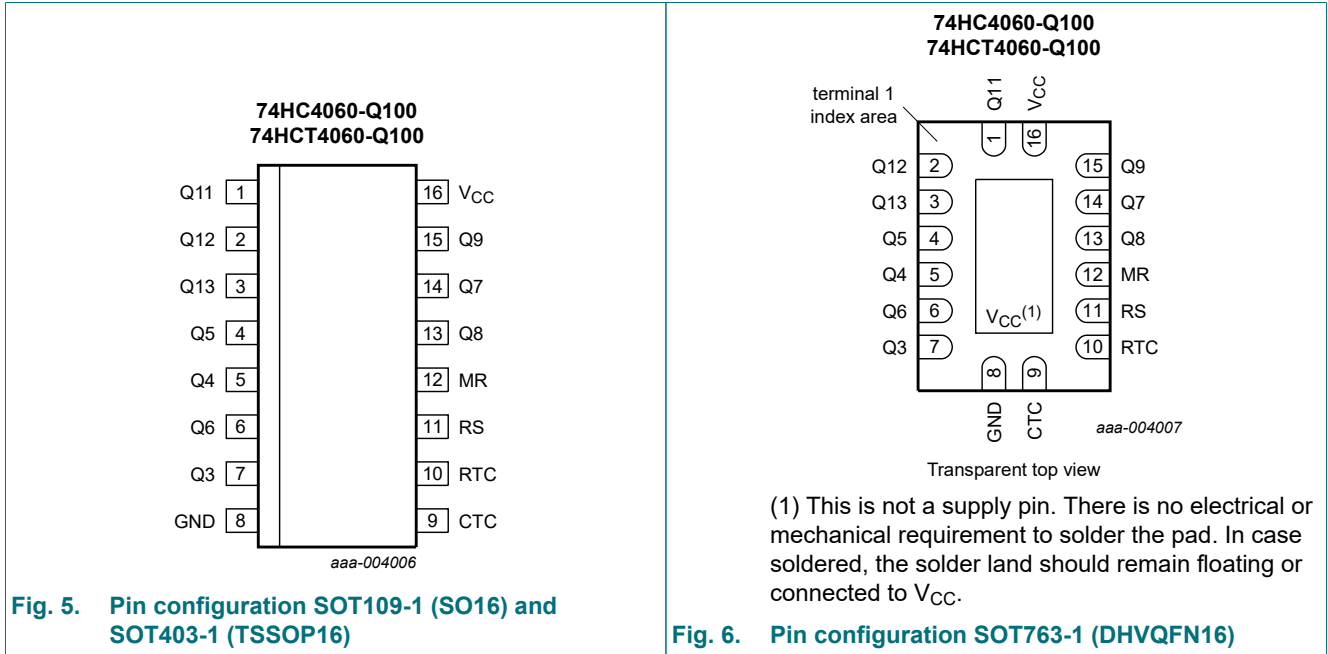 74HC4060-Q100
74HCT4060-Q100
Q11 1
16 VCC
Q12 2
15 Q9
Q13 3
14 Q7
Q5 4
13 Q8
Q4 5
12 MR
Q6 6
11 RS
Q3 7
10 RTC
GND 8
9 CTC
aaa-004006
Fig. 5. Pin configuration SOT109-1 (SO16) and
SOT403-1 (TSSOP16)
74HC4060-Q100
74HCT4060-Q100
terminal 1
index area
Q11
VCC
1
16
Q12 2
15 Q9
Q13 3
14 Q7
Q5 4
13 Q8
Q4 5
12 MR
Q6 6
11 RS
VCC(1)
Q3 7
10 RTC
8
9
GND
CTC
aaa-004007
Transparent top view
(1) This is not a supply pin. There is no electrical or
mechanical requirement to solder the pad. In case
soldered, the solder land should remain floating or
connected to VCC.
Fig. 6. Pin configuration SOT763-1 (DHVQFN16)